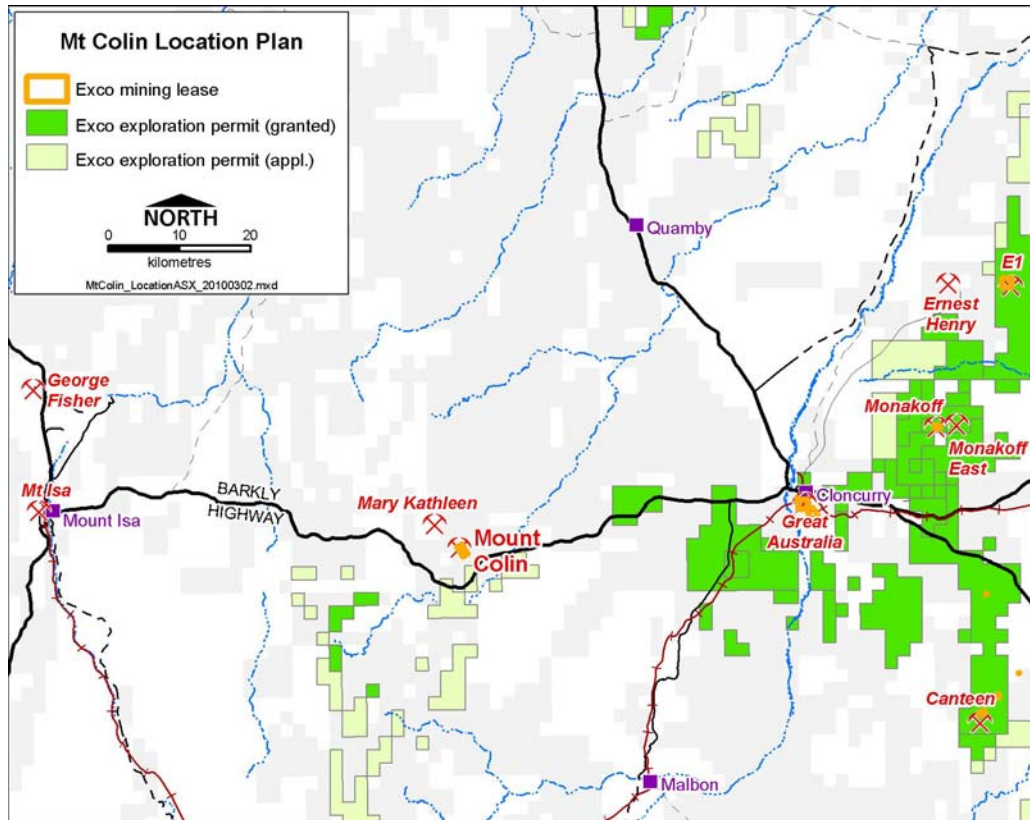 Mt Colin Location Plan
Exco mining lease
Exco exploration permit (granted)
Exco exploration permit (appl.)
NORTH
0 10 20
kilometres
MtColin_LocationASX_20100302.mxd
Quamby
E1
Ernest
Henry
George
Fisher
Monakoff
Monakoff
East
Mt Isa
Mount Isa
BARKLY
HIGHWAY
Mary Kathleen
Mount
Colin
Cloncurry
Great
Australia
Canteen
Malbon